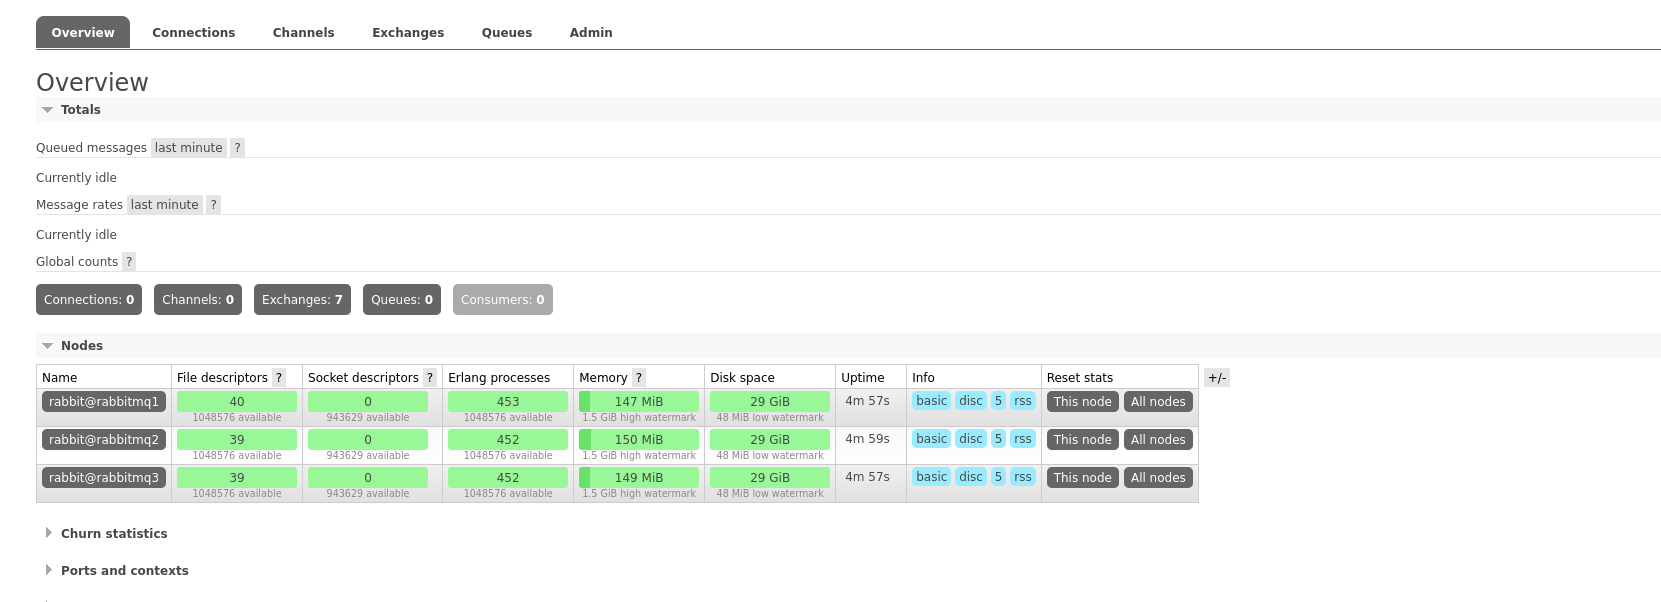 Overview Connections Channels Exchanges Queues Admin
Overview
Totals
Queued messages last minute ?
Currently idle
Message rates last minute ?
Currently idle
Global counts ?
Connections: 0 Channels: 0 Exchanges: 7 Queues: 0 Consumers: 0
Nodes
Name File descriptors ? Socket descriptors ? Erlang processes Memory ? Disk space Uptime Info Reset stats +/-
rabbit@rabbitmq1 40 0 453 147 MiB 29 GiB 4m 57s basic disc 5 rss This node All nodes
1048576 available 943629 available 1048576 available 1.5 GiB high watermark 48 MiB low watermark
rabbit@rabbitmq2 39 0 452 150 MiB 29 GiB 4m 59s basic disc 5 rss This node All nodes
1048576 available 943629 available 1048576 available 1.5 GiB high watermark 48 MiB low watermark
rabbit@rabbitmq3 39 0 452 149 MiB 29 GiB 4m 57s basic disc 5 rss This node All nodes
1048576 available 943629 available 1048576 available 1.5 GiB high watermark 48 MiB low watermark
Churn statistics
Ports and contexts